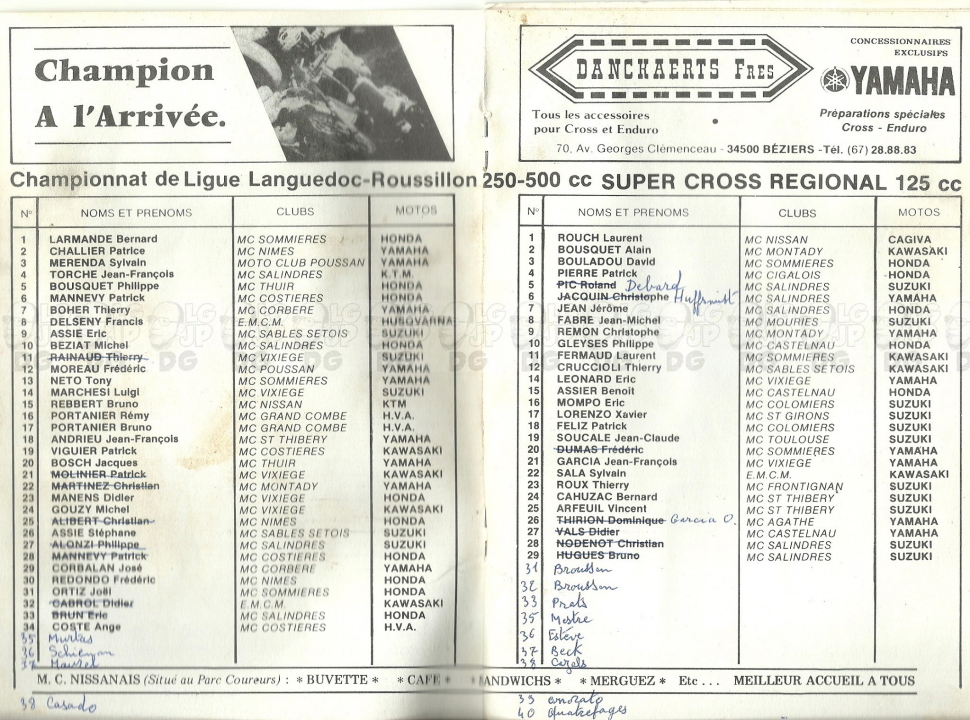 Champion
A l'Arrivée.
Championnat de Ligue Languedoc-Roussillon 250-500 cc
N° NOMS ET PRENOMS CLUBS MOTOS
1 LARMANDE Bernard MC SOMMIERES HONDA
2 CHALLIER Patrice MC NIMES YAMAHA
3 MERENDA Sylvain MOTO CLUB POUSSAN YAMAHA
4 TORCHE Jean-François MC SALINDRES K.T.M.
5 BOUSQUET Philippe MC THUIR HONDA
6 MANNEVY Patrick MC COSTIERES HONDA
7 BOHER Thierry MC CORBERE YAMAHA
8 DELSENY Francis E.M.C.M. HUSQVARNA
9 ASSIE Eric MC SABLES SETOIS SUZUKI
10 BEZIAT Michel MC SALINDRES HONDA
11 RAINAUD Thierry MC VIXIEGE SUZUKI
12 MOREAU Frédéric MC POUSSAN YAMAHA
13 NETO Tony MC SOMMIERES YAMAHA
14 MARCHESI Luigi MC VIXIEGE SUZUKI
15 REBBERT Bruno MC NISSAN KTM
16 PORTANIER Rémy MC GRAND COMBE H.V.A.
17 PORTANIER Bruno MC GRAND COMBE H.V.A.
18 ANDRIEU Jean-François MC ST THIBERY YAMAHA
19 VIGUIER Patrick MC COSTIERES KAWASAKI
20 BOSCH Jacques MC THUIR YAMAHA
21 MOLINIER Patrick MC VIXIEGE KAWASAKI
22 MARTINEZ Christian MC MONTADY YAMAHA
23 MANENS Didier MC VIXIEGE HONDA
24 GOUZY Michel MC VIXIEGE KAWASAKI
25 ALIBERT Christian MC NIMES HONDA
26 ASSIE Stéphane MC SABLES SETOIS SUZUKI
27 ALONZI Philippe MC SALINDRES SUZUKI
28 MANNEVY Patrick MC COSTIERES HONDA
29 CORBALAN José MC CORBERE YAMAHA
30 REDONDO Frédéric MC NIMES HONDA
31 ORTIZ Joël MC SOMMIERES HONDA
32 CABROL Didier E.M.C.M. KAWASAKI
33 BRUN Eric MC SALINDRES HONDA
34 COSTE Ange MC COSTIERES H.V.A.
35 Murtas
36 Schieman
37 Maurel
38 Casado
DANCKAERTS FRES
CONCESSIONNAIRES
EXCLUSIFS
YAMAHA
Tous les accessoires
pour Cross et Enduro
Préparations spéciales
Cross - Enduro
70, Av. Georges Clémenceau - 34500 BÉZIERS - Tél. (67) 28.88.83
SUPER CROSS REGIONAL 125 cc
N° NOMS ET PRENOMS CLUBS MOTOS
1 ROUCH Laurent MC NISSAN CAGIVA
2 BOUSQUET Alain MC MONTADY KAWASAKI
3 BOULADOU David MC SOMMIERES HONDA
4 PIERRE Patrick MC CIGALOIS HONDA
5 PIC Roland Debard MC SALINDRES SUZUKI
6 JACQUIN Christophe MC SALINDRES YAMAHA
7 JEAN Jérôme MC SALINDRES HONDA
8 FABRE Jean-Michel MC MOURIES SUZUKI
9 REMON Christophe MC MONTADY YAMAHA
10 GLEYSES Philippe MC CASTELNAU HONDA
11 FERMAUD Laurent MC SOMMIERES KAWASAKI
12 CRUCCIOLI Thierry MC SABLES SETOIS KAWASAKI
14 LEONARD Eric MC VIXIEGE YAMAHA
15 ASSIER Benoit MC CASTELNAU HONDA
16 MOMPO Eric MC COLOMIERS SUZUKI
17 LORENZO Xavier MC ST GIRONS SUZUKI
18 FELIZ Patrick MC COLOMIERS SUZUKI
19 SOUCALE Jean-Claude MC TOULOUSE SUZUKI
20 DUMAS Frédéric MC SOMMIERES YAMAHA
21 GARCIA Jean-François MC VIXIEGE YAMAHA
22 SALA Sylvain E.M.C.M. KAWASAKI
23 ROUX Thierry MC FRONTIGNAN SUZUKI
24 CAHUZAC Bernard MC ST THIBERY SUZUKI
25 ARFEUIL Vincent MC ST THIBERY SUZUKI
26 THIRION Dominique Garcia O. MC AGATHE YAMAHA
27 VALS Didier MC CASTELNAU YAMAHA
28 NODENOT Christian MC SALINDRES SUZUKI
29 HUGUES Bruno MC SALINDRES SUZUKI
31 Broussan
32 Broussan
33 Prats
35 Mestre
36 Estève
37 Beck
38 Cazals
M. C. NISSANAIS (Situé au Parc Coureurs) : * BUVETTE * * CAFE * * SANDWICHS * * MERGUEZ * Etc ... MEILLEUR ACCUEIL A TOUS
39 onorato
40 Quatrefages